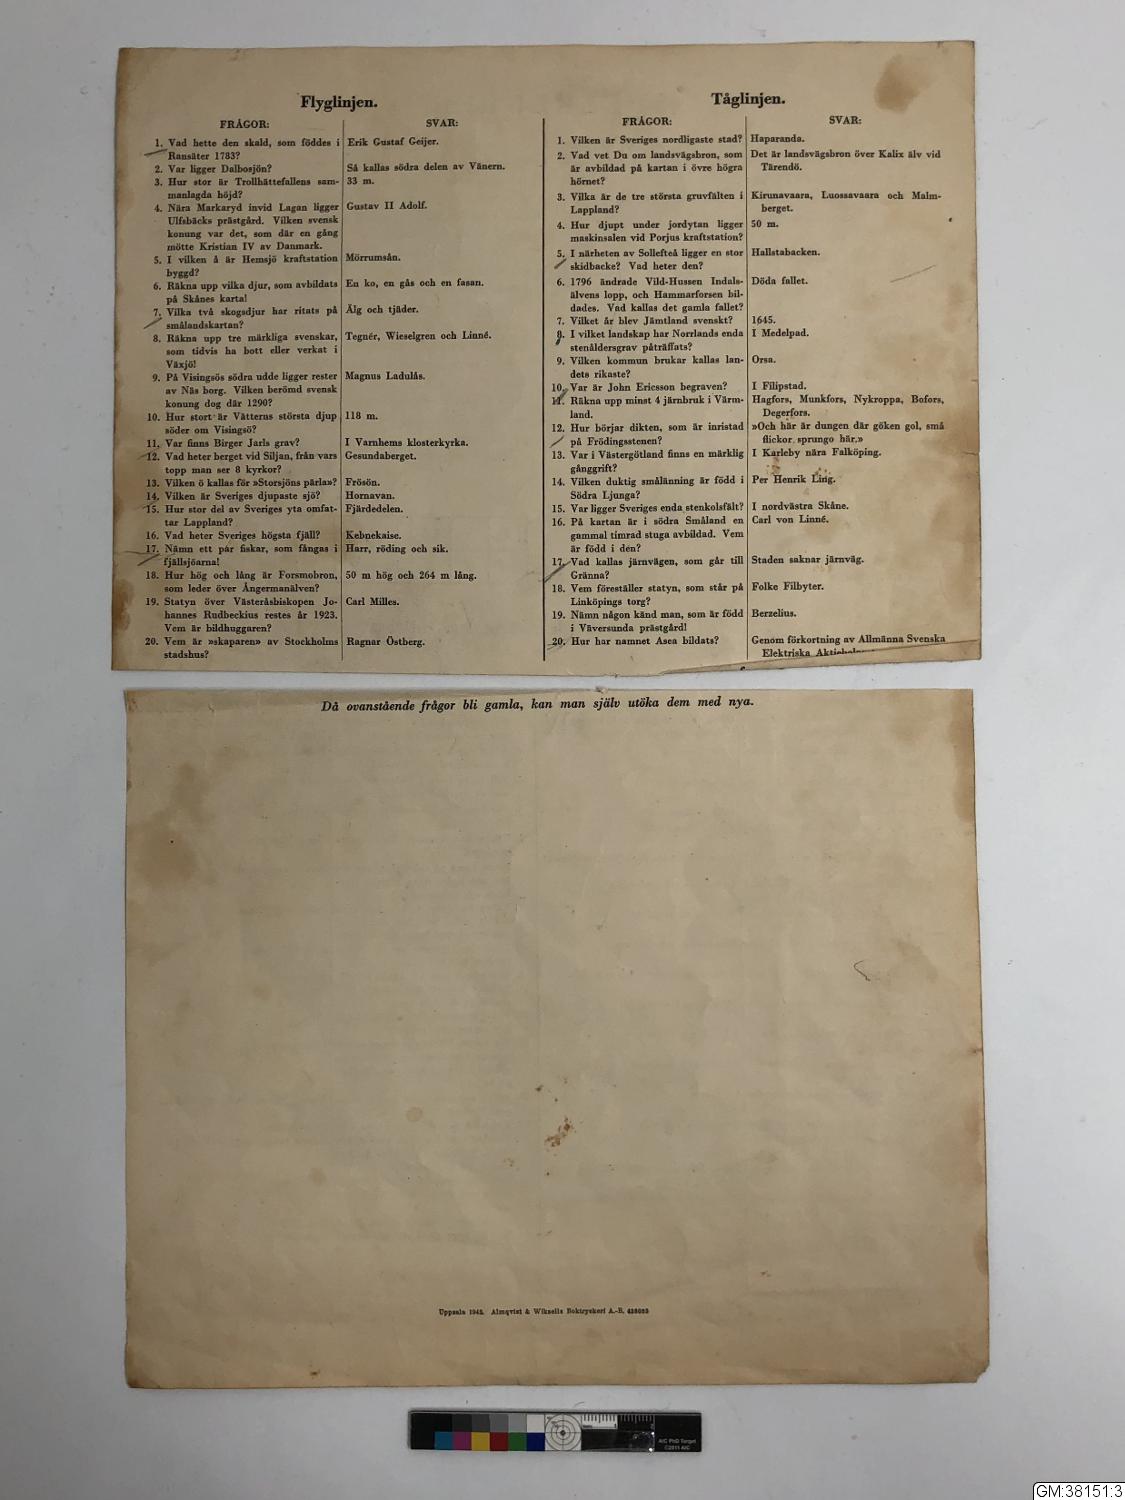 Flyglinjen.
FRÅGOR:
SVAR:
1. Vad hette den skald, som föddes i
Ransäter 1783?
Erik Gustaf Geijer.
2. Var ligger Dalbosjön?
Så kallas södra delen av Vänern.
3. Hur stor är Trollhättefallens sam-
manlagda höjd?
33 m.
4. Nära Markaryd invid Lagan ligger
Ulfsbäcks prästgård. Vilken svensk
konung var det, som där en gång
mötte Kristian IV av Danmark.
Gustav II Adolf.
5. I vilken å är Hemsjö kraftstation
byggd?
Mörrumsån.
6. Räkna upp vilka djur, som avbildats
på Skånes karta!
En ko, en gås och en fasan.
7. Vilka två skogsdjur har ritats på
smålandskartan?
Älg och tjäder.
8. Räkna upp tre märkliga svenskar,
som tidvis ha bott eller verkat i
Växjö!
Tegnér, Wieselgren och Linné.
9. På Visingsös södra udde ligger rester
av Näs borg. Vilken berömd svensk
konung dog där 1290?
Magnus Ladulås.
10. Hur stort är Vätterns största djup
söder om Visingsö?
118 m.
11. Var finns Birger Jarls grav?
I Varnhems klosterkyrka.
12. Vad heter berget vid Siljan, från vars
topp man ser 8 kyrkor?
Gesundaberget.
13. Vilken ö kallas för »Storsjöns pärla»?
Frösön.
14. Vilken är Sveriges djupaste sjö?
Hornavan.
15. Hur stor del av Sveriges yta omfat-
tar Lappland?
Fjärdedelen.
16. Vad heter Sveriges högsta fjäll?
Kebnekaise.
17. Nämn ett par fiskar, som fångas i
fjällsjöarna!
Harr, röding och sik.
18. Hur hög och lång är Forsmobron,
som leder över Ångermanälven?
50 m hög och 264 m lång.
19. Statyn över Västeråsbiskopen Jo-
hannes Rudbeckius restes år 1923.
Vem är bildhuggaren?
Carl Milles.
20. Vem är »skaparen» av Stockholms
stadshus?
Ragnar Östberg.
Tåglinjen.
FRÅGOR:
SVAR:
1. Vilken är Sveriges nordligaste stad?
Haparanda.
2. Vad vet Du om landsvägsbron, som
är avbildad på kartan i övre högra
hörnet?
Det är landsvägsbron över Kalix älv vid
Tärendö.
3. Vilka är de tre största gruvfälten i
Lappland?
Kirunavaara, Luossavaara och Malm-
berget.
4. Hur djupt under jordytan ligger
maskinsalen vid Porjus kraftstation?
50 m.
5. I närheten av Sollefteå ligger en stor
skidbacke? Vad heter den?
Hallstabacken.
6. 1796 ändrade Vild-Hussen Indals-
älvens lopp, och Hammarforsen bil-
dades. Vad kallas det gamla fallet?
Döda fallet.
7. Vilket år blev Jämtland svenskt?
1645.
8. I vilket landskap har Norrlands enda
stenåldersgrav påträffats?
I Medelpad.
9. Vilken kommun brukar kallas lan-
dets rikaste?
Orsa.
10. Var är John Ericsson begraven?
I Filipstad.
11. Räkna upp minst 4 järnbruk i Värm-
land.
Hagfors, Munkfors, Nykroppa, Bofors,
Degerfors.
12. Hur börjar dikten, som är inristad
på Frödingsstenen?
»Och här är dungen där göken gol, små
flickor sprungo här.»
13. Var i Västergötland finns en märklig
gånggrift?
I Karleby nära Falköping.
14. Vilken duktig smålänning är född i
Södra Ljunga?
Per Henrik Ling.
15. Var ligger Sveriges enda stenkolsfält?
I nordvästra Skåne.
16. På kartan är i södra Småland en
gammal timrad stuga avbildad. Vem
är född i den?
Carl von Linné.
17. Vad kallas järnvägen, som går till
Gränna?
Staden saknar järnväg.
18. Vem föreställer statyn, som står på
Linköpings torg?
Folke Filbyter.
19. Nämn någon känd man, som är född
i Väversunda prästgård!
Berzelius.
20. Hur har namnet Asea bildats?
Genom förkortning av Allmänna Svenska
Elektriska
Då ovanstående frågor bli gamla, kan man själv utöka dem med nya.
Uppsala 1943. Almqvist & Wiksells Boktryckeri A.-B.
GM:38151:3